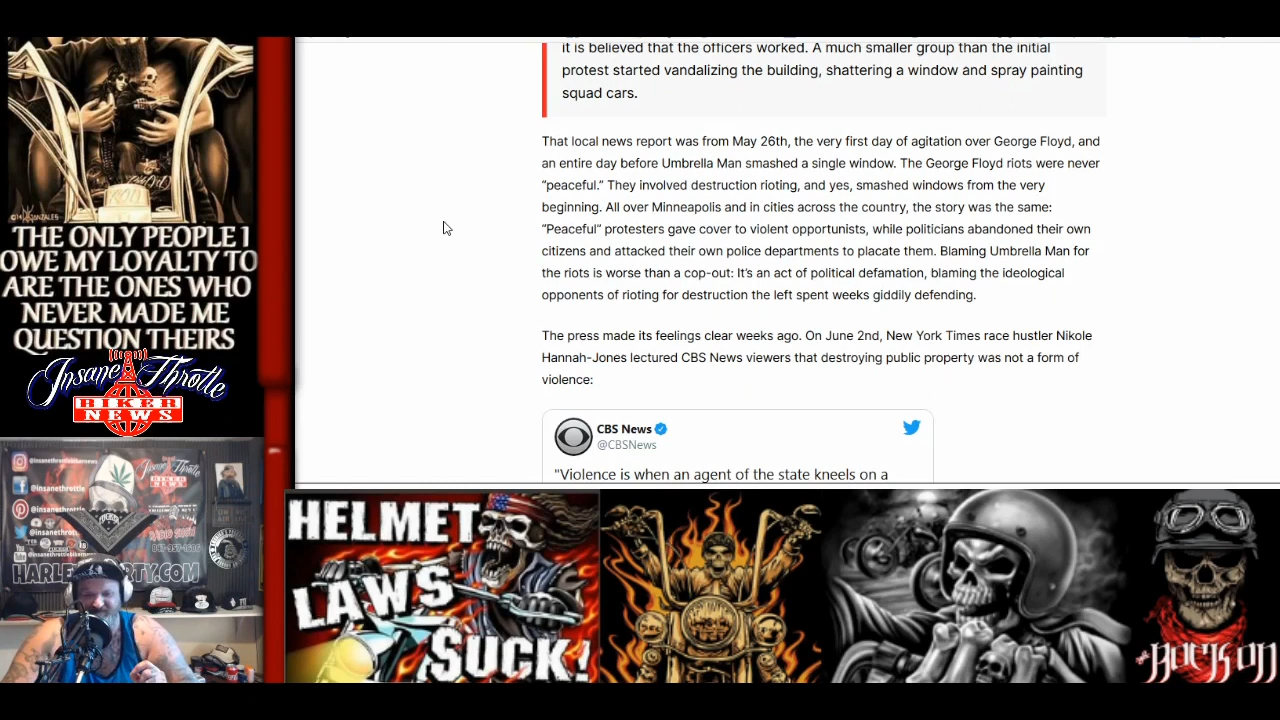 it is believed that the officers worked. A much smaller group than the initial
protest started vandalizing the building, shattering a window and spray painting
squad cars.
That local news report was from May 26th, the very first day of agitation over George Floyd, and
an entire day before Umbrella Man smashed a single window. The George Floyd riots were never
“peaceful.” They involved destruction rioting, and yes, smashed windows from the very
beginning. All over Minneapolis and in cities across the country, the story was the same:
“Peaceful” protesters gave cover to violent opportunists, while politicians abandoned their own
citizens and attacked their own police departments to placate them. Blaming Umbrella Man for
the riots is worse than a cop-out: It’s an act of political defamation, blaming the ideological
opponents of rioting for destruction the left spent weeks giddily defending.
The press made its feelings clear weeks ago. On June 2nd, New York Times race hustler Nikole
Hannah-Jones lectured CBS News viewers that destroying public property was not a form of
violence:
CBS News
@CBSNews
"Violence is when an agent of the state kneels on a
THE ONLY PEOPLE I
OWE MY LOYALTY TO
ARE THE ONES WHO
NEVER MADE ME
QUESTION THEIRS
Insane Throttle
BIKER
NEWS
@insanethrottlebikernews
@insanethrottle
HELMET
LAWS
SUCK!